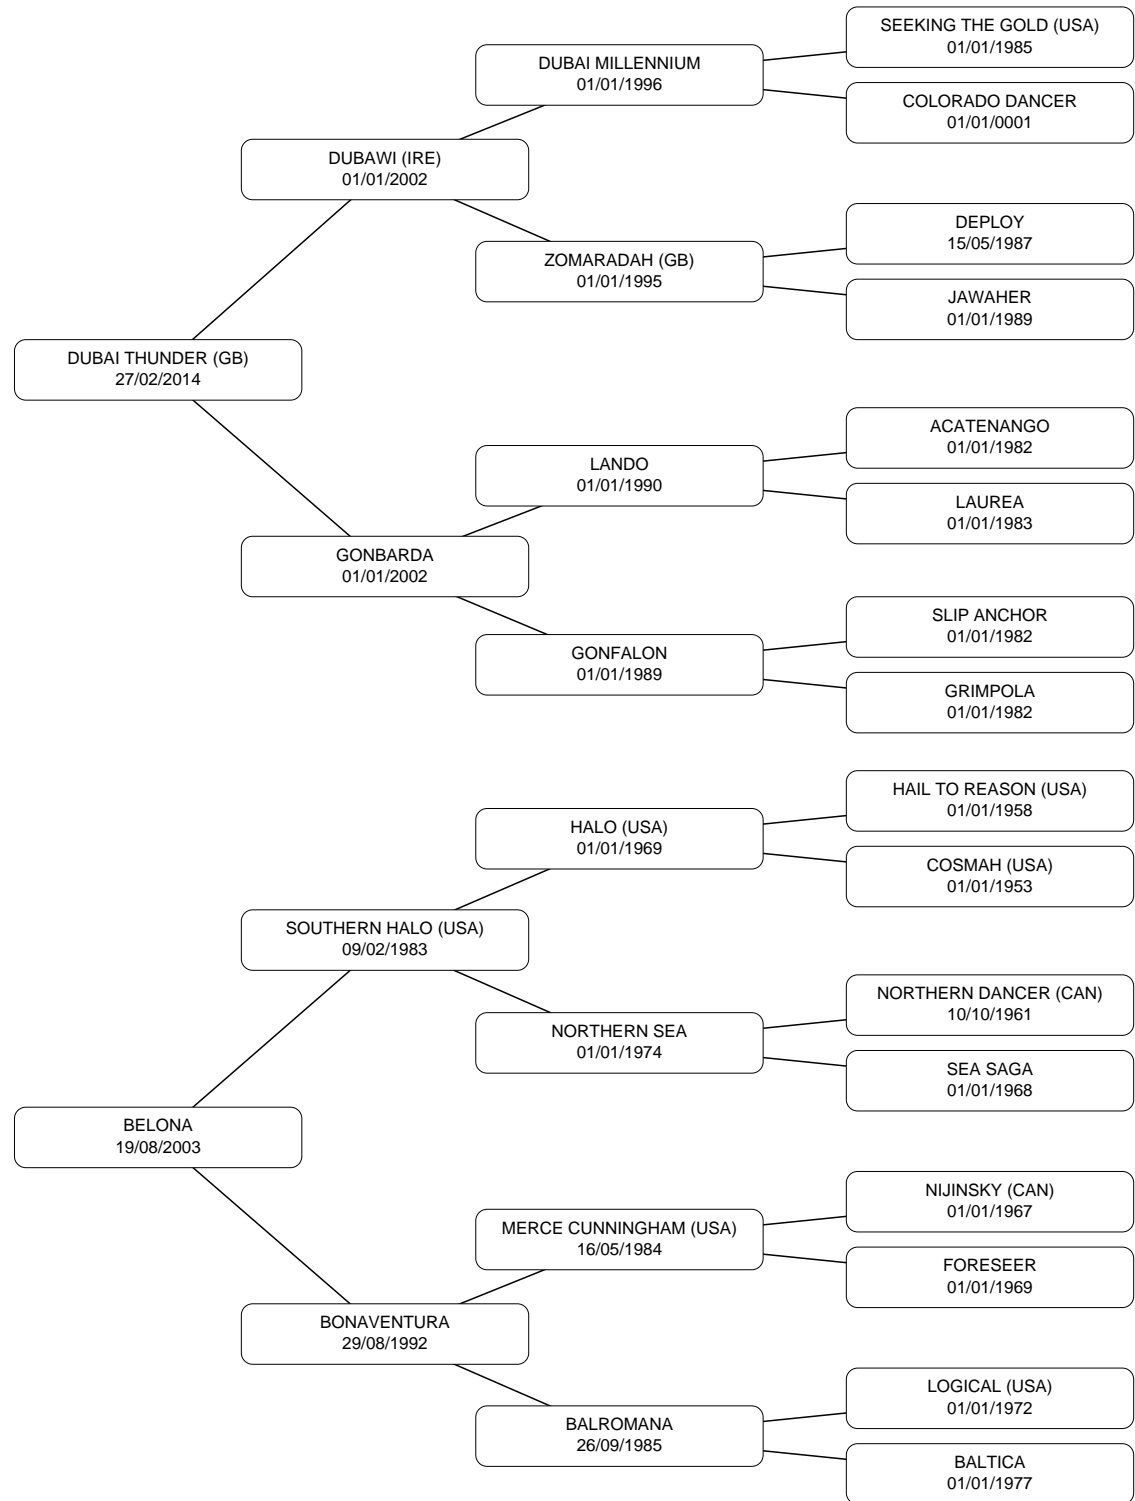 SEEKING THE GOLD (USA)
01/01/1985
DUBAI MILLENNIUM
01/01/1996
COLORADO DANCER
01/01/0001
DUBAWI (IRE)
01/01/2002
DEPLOY
15/05/1987
ZOMARADAH (GB)
01/01/1995
JAWAHER
01/01/1989
DUBAI THUNDER (GB)
27/02/2014
ACATENANGO
01/01/1982
LANDO
01/01/1990
LAUREA
01/01/1983
GONBARDA
01/01/2002
SLIP ANCHOR
01/01/1982
GONFALON
01/01/1989
GRIMPOLA
01/01/1982
HAIL TO REASON (USA)
01/01/1958
HALO (USA)
01/01/1969
COSMAH (USA)
01/01/1953
SOUTHERN HALO (USA)
09/02/1983
NORTHERN DANCER (CAN)
10/10/1961
NORTHERN SEA
01/01/1974
SEA SAGA
01/01/1968
BELONA
19/08/2003
NIJINSKY (CAN)
01/01/1967
MERCE CUNNINGHAM (USA)
16/05/1984
FORESEER
01/01/1969
BONAVENTURA
29/08/1992
LOGICAL (USA)
01/01/1972
BALROMANA
26/09/1985
BALTICA
01/01/1977